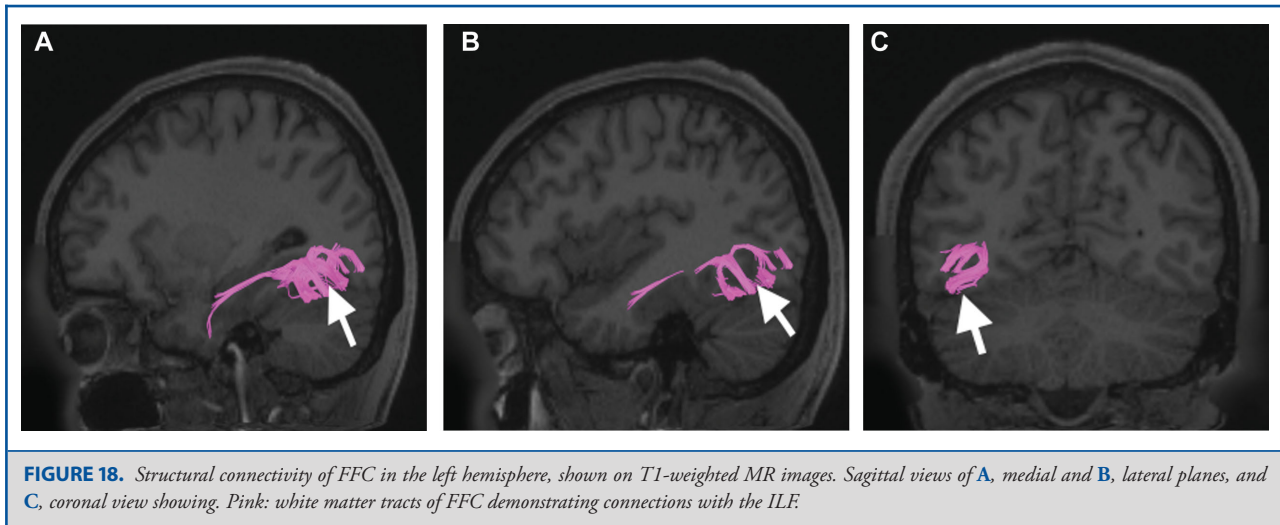 A
B
C
FIGURE 18. Structural connectivity of FFC in the left hemisphere, shown on T1-weighted MR images. Sagittal views of A, medial and B, lateral planes, and
C, coronal view showing. Pink: white matter tracts of FFC demonstrating connections with the ILF.